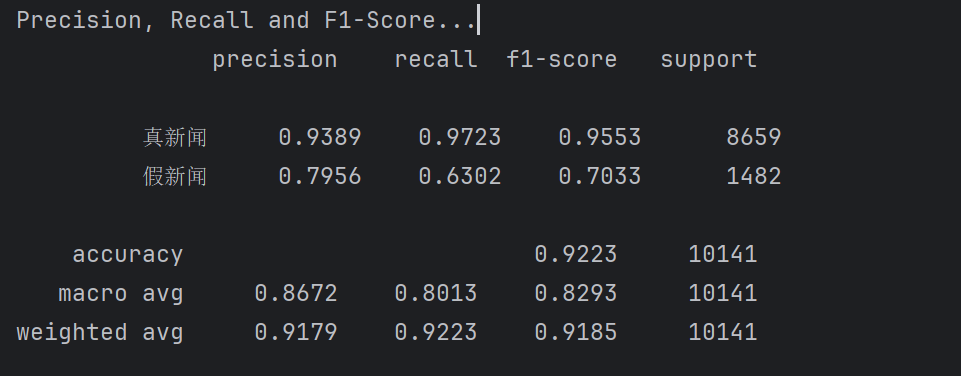 Precision, Recall and F1-Score...
precision recall f1-score support
真新闻 0.9389 0.9723 0.9553 8659
假新闻 0.7956 0.6302 0.7033 1482
accuracy 0.9223 10141
macro avg 0.8672 0.8013 0.8293 10141
weighted avg 0.9179 0.9223 0.9185 10141